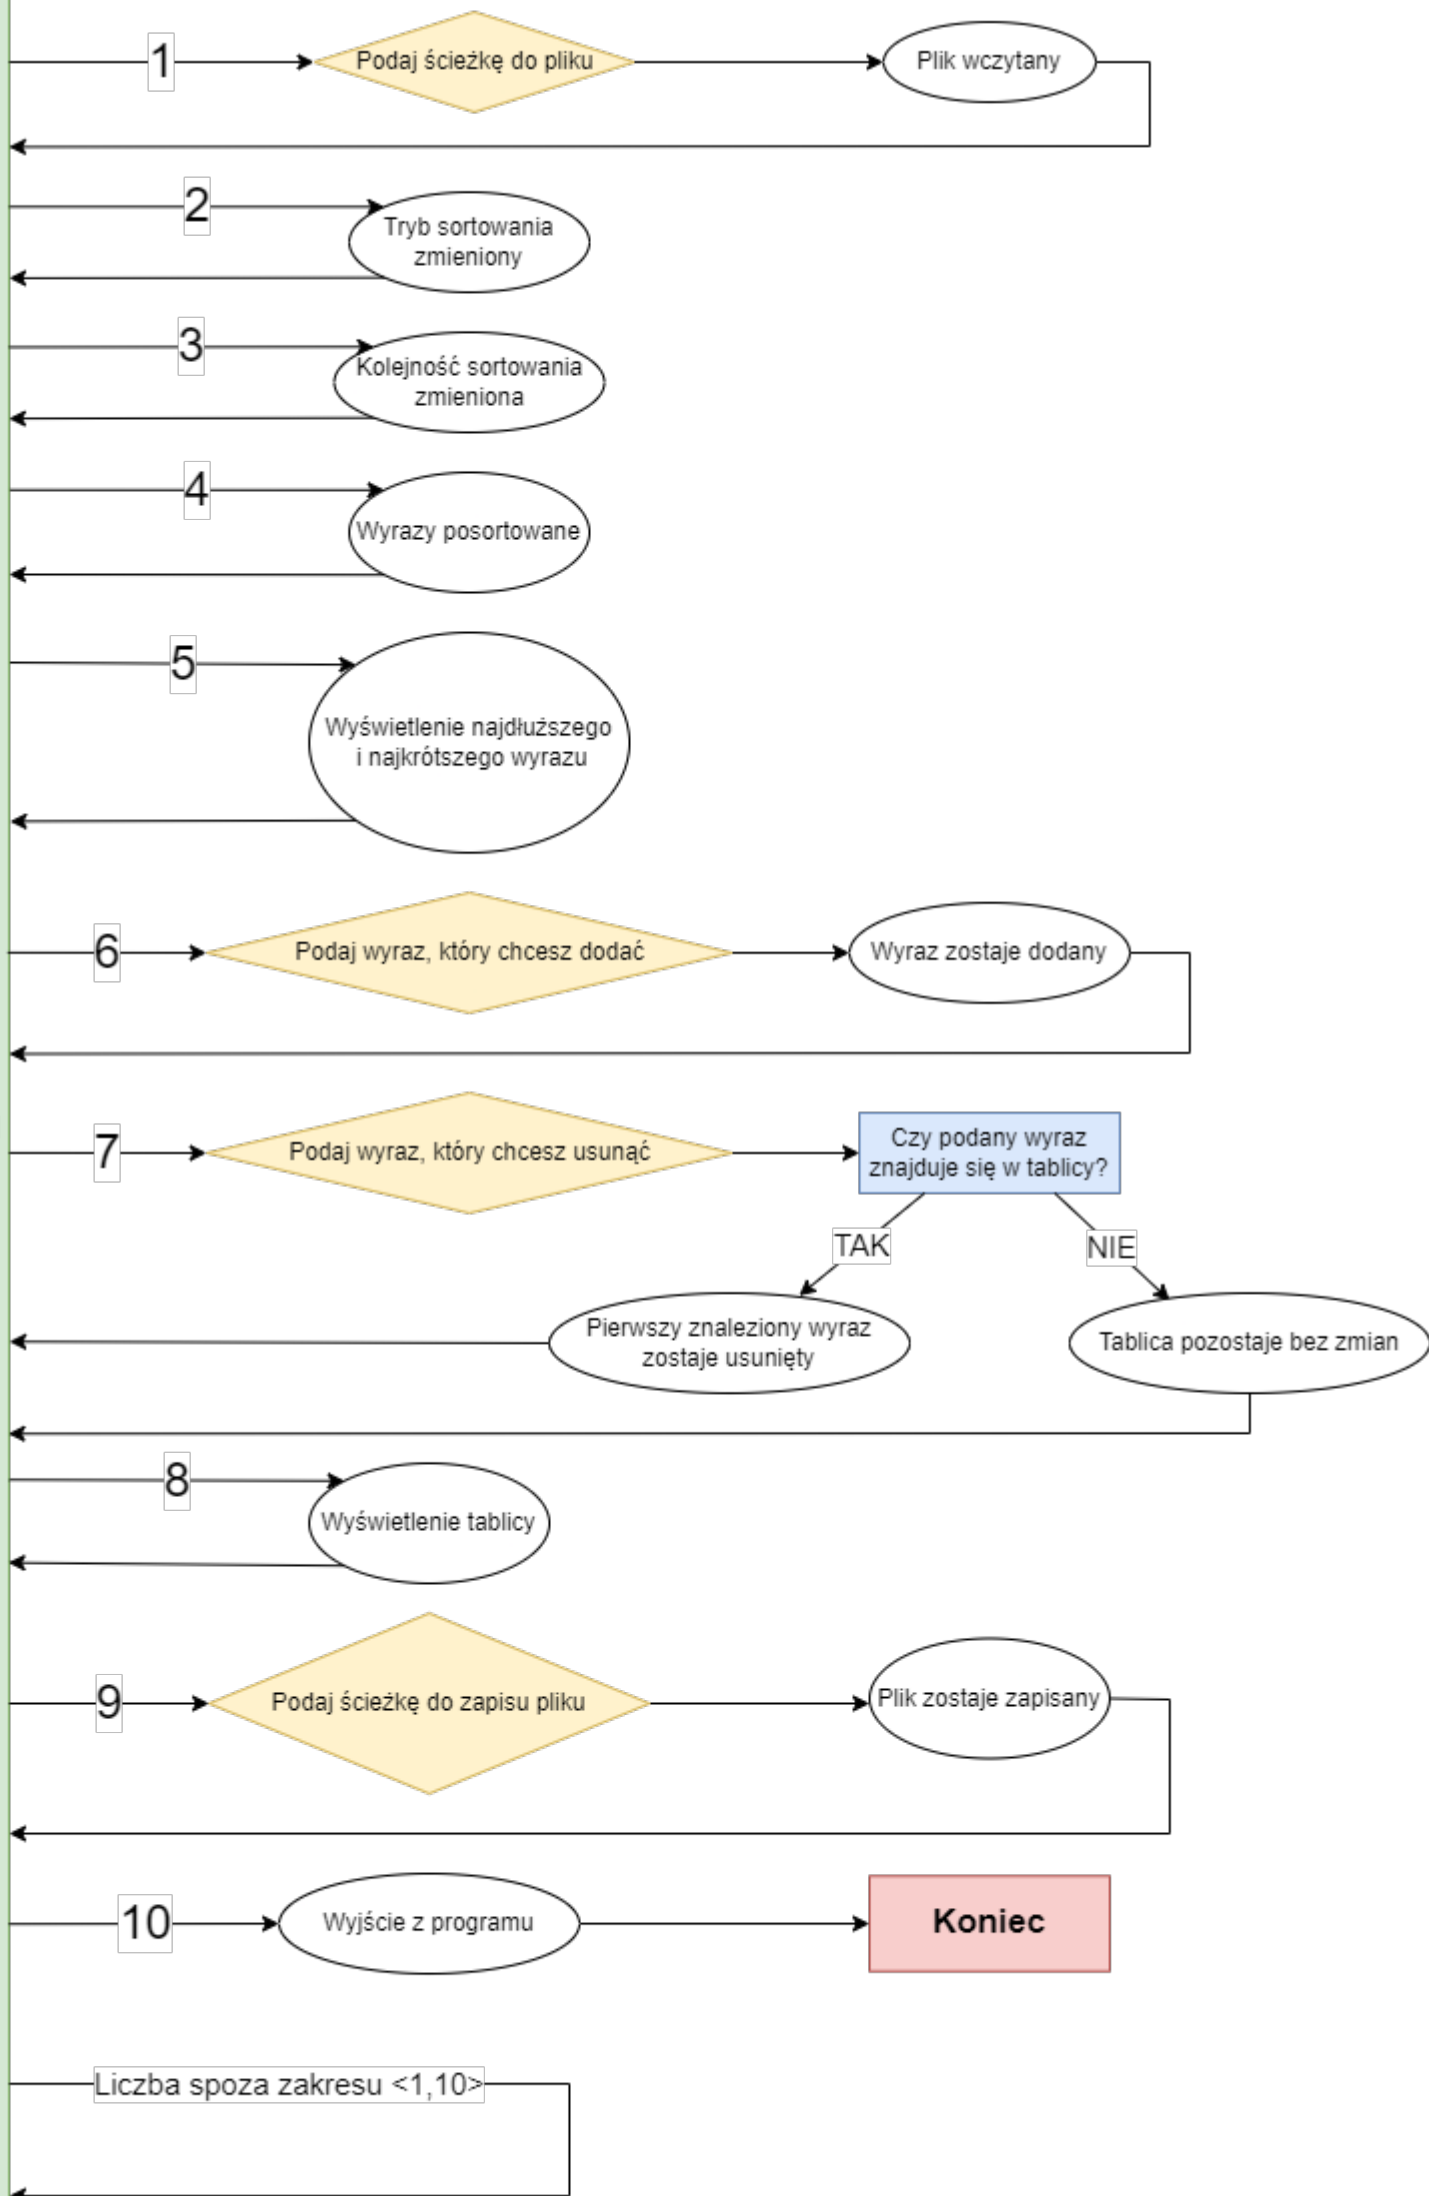 1
Podaj ścieżkę do pliku
Plik wczytany
2
Tryb sortowania
zmieniony
3
Kolejność sortowania
zmieniona
4
Wyrazy posortowane
5
Wyświetlenie najdłuższego
i najkrótszego wyrazu
6
Podaj wyraz, który chcesz dodać
Wyraz zostaje dodany
7
Podaj wyraz, który chcesz usunąć
Czy podany wyraz
znajduje się w tablicy?
TAK
NIE
Pierwszy znaleziony wyraz
zostaje usunięty
Tablica pozostaje bez zmian
8
Wyświetlenie tablicy
9
Podaj ścieżkę do zapisu pliku
Plik zostaje zapisany
10
Wyjście z programu
Koniec
Liczba spoza zakresu <1,10>